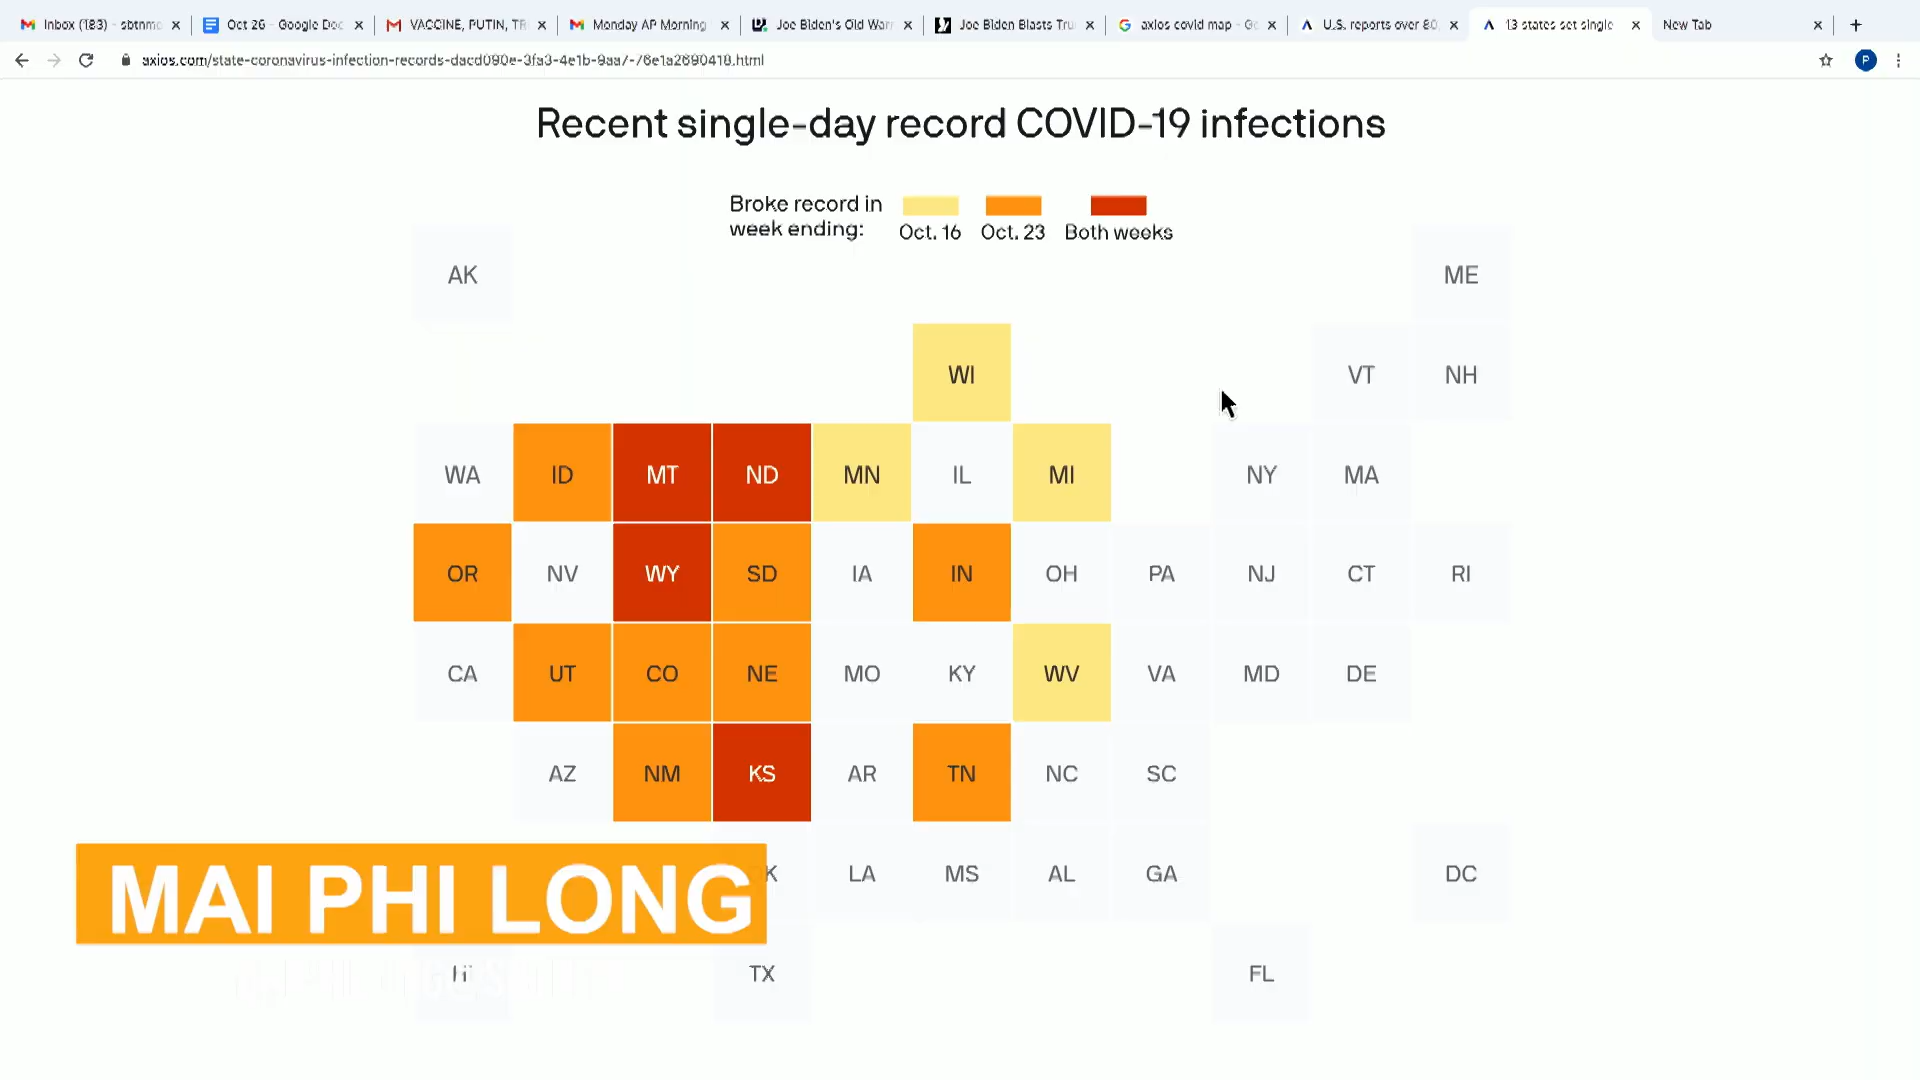 Inbox (183) - sbtnmo
Oct 26 - Google Doc
VACCINE, PUTIN, TR
Monday AP Morning
Joe Biden's Old War
Joe Biden Blasts Tru
axios covid map - Go
U.S. reports over 80
13 states set single
New Tab
axios.com/state-coronavirus-infection-records-dacd090e-3fa3-4e1b-9aa7-76e1a2690418.html
P
Recent single-day record COVID-19 infections
Broke record in
week ending:
Oct. 16 Oct. 23 Both weeks
AK ME
WI VT NH
WA ID MT ND MN IL MI NY MA
OR NV WY SD IA IN OH PA NJ CT RI
CA UT CO NE MO KY WV VA MD DE
AZ NM KS AR TN NC SC
MAI PHI LONG
K LA MS AL GA DC
TX FL